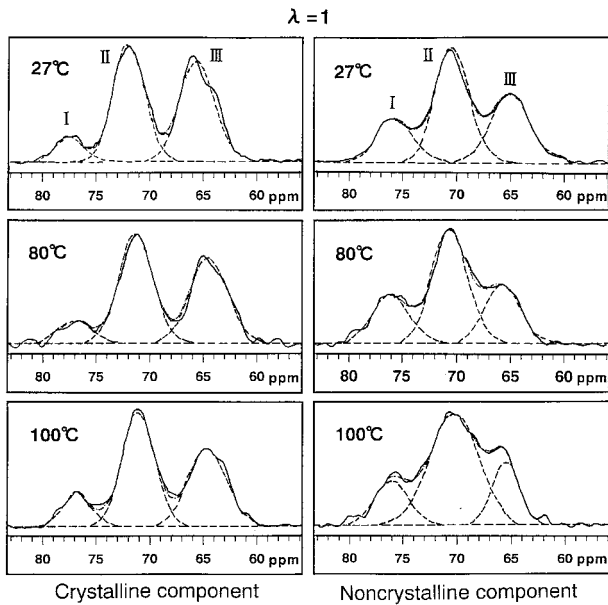 λ = 1
27°C
I
II
III
80 75 70 65 60 ppm
27°C
I
II
III
80 75 70 65 60 ppm
80°C
80 75 70 65 60 ppm
80°C
80 75 70 65 60 ppm
100°C
80 75 70 65 60 ppm
100°C
80 75 70 65 60 ppm
Crystalline component
Noncrystalline component